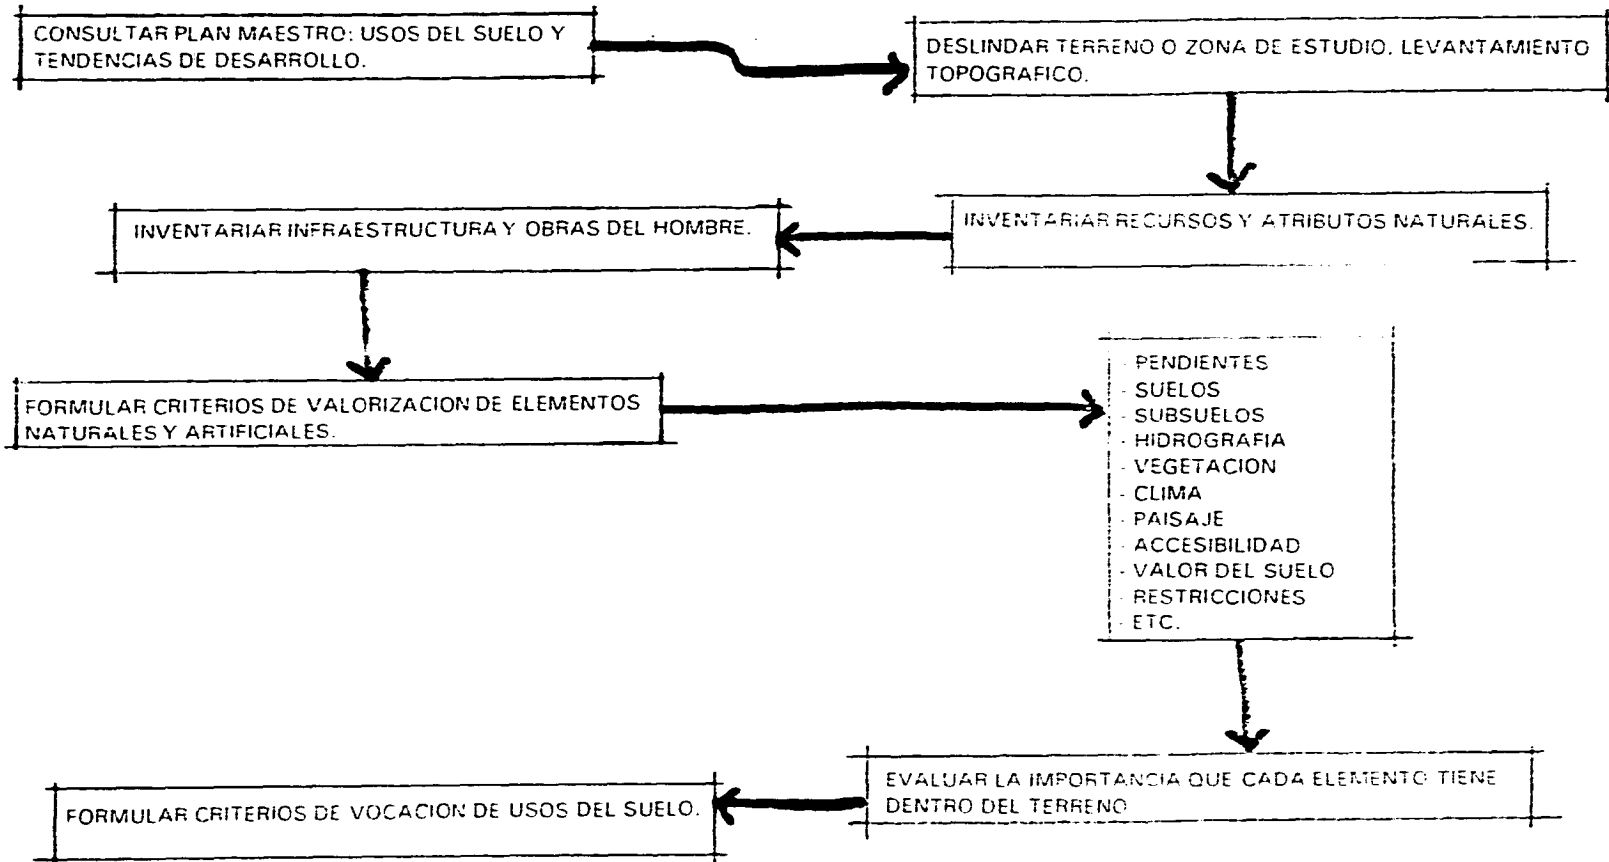 CONSULTAR PLAN MAESTRO: USOS DEL SUELO Y
TENDENCIAS DE DESARROLLO.
DESLINDAR TERRENO O ZONA DE ESTUDIO. LEVANTAMIENTO
TOPOGRAFICO.
INVENTARIAR RECURSOS Y ATRIBUTOS NATURALES.
INVENTARIAR INFRAESTRUCTURA Y OBRAS DEL HOMBRE.
FORMULAR CRITERIOS DE VALORIZACION DE ELEMENTOS
NATURALES Y ARTIFICIALES.
- PENDIENTES
- SUELOS
- SUBSUELOS
- HIDROGRAFIA
- VEGETACION
- CLIMA
- PAISAJE
- ACCESIBILIDAD
- VALOR DEL SUELO
- RESTRICCIONES
- ETC.
EVALUAR LA IMPORTANCIA QUE CADA ELEMENTO TIENE
DENTRO DEL TERRENO
FORMULAR CRITERIOS DE VOCACION DE USOS DEL SUELO.